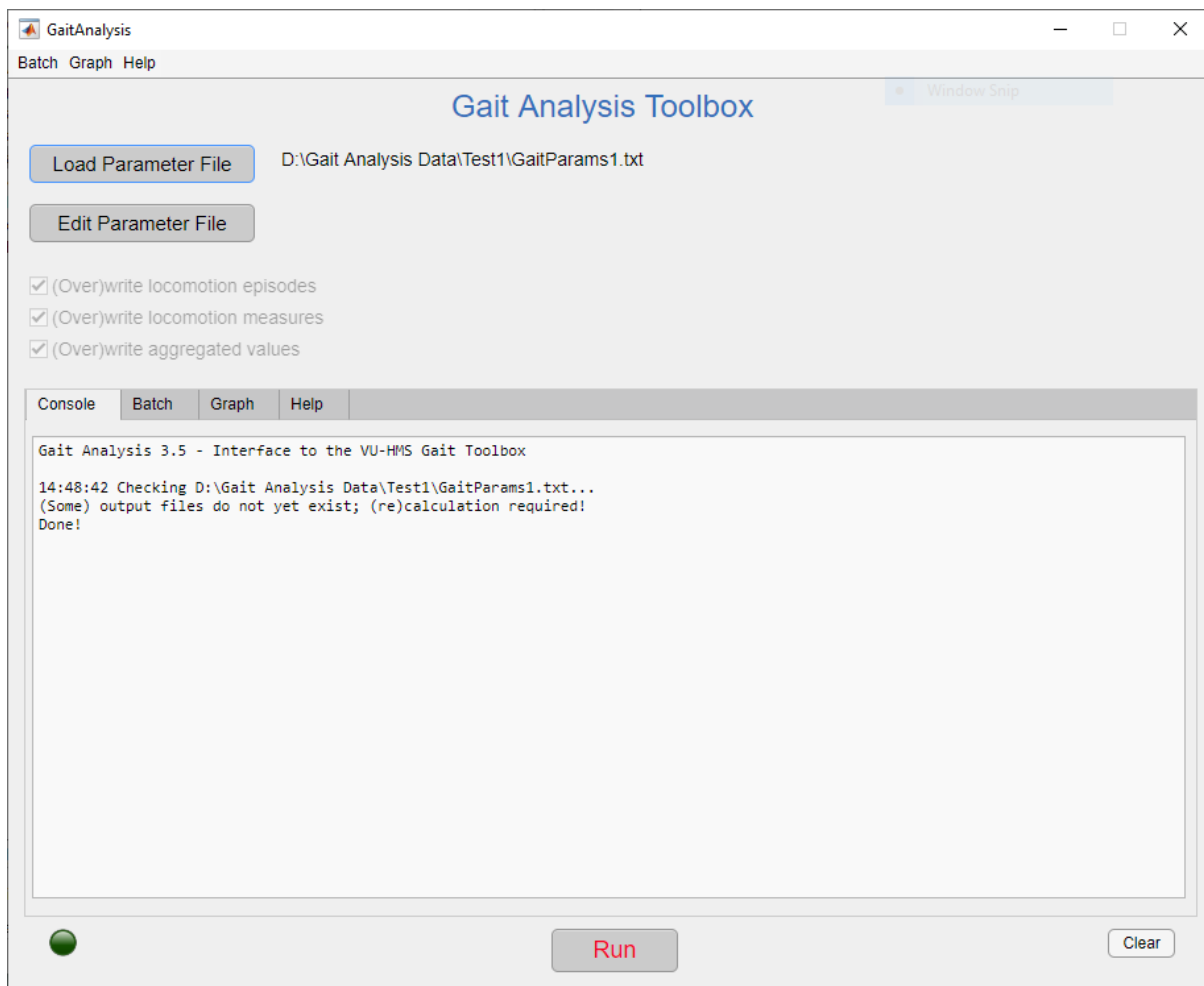 GaitAnalysis
Batch Graph Help
Window Snip
Gait Analysis Toolbox
Load Parameter File D:\Gait Analysis Data\Test1\GaitParams1.txt
Edit Parameter File
(Over)write locomotion episodes
(Over)write locomotion measures
(Over)write aggregated values
Console Batch Graph Help
Gait Analysis 3.5 - Interface to the VU-HMS Gait Toolbox
14:48:42 Checking D:\Gait Analysis Data\Test1\GaitParams1.txt...
(Some) output files do not yet exist; (re)calculation required!
Done!
Run Clear